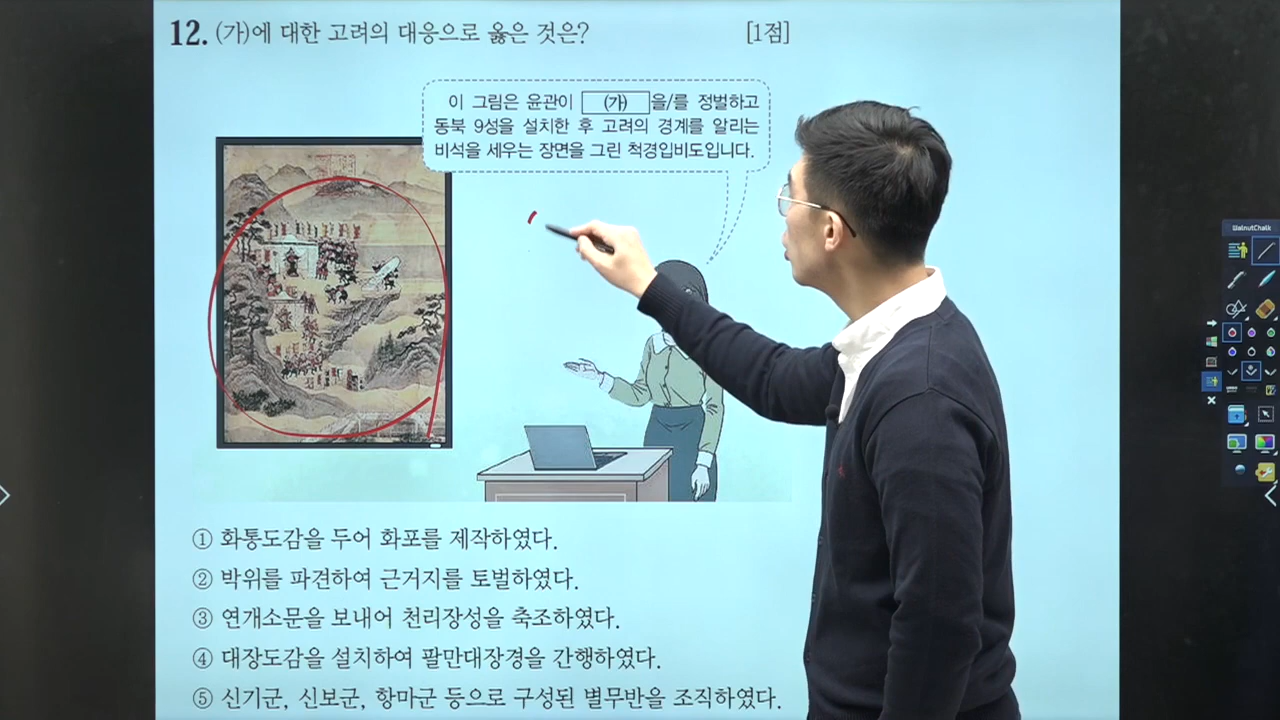 12. (가)에 대한 고려의 대응으로 옳은 것은? [1점]
이 그림은 윤관이 (가) 을/를 정벌하고
동북 9성을 설치한 후 고려의 경계를 알리는
비석을 세우는 장면을 그린 척경입비도입니다.
① 화통도감을 두어 화포를 제작하였다.
② 박위를 파견하여 근거지를 토벌하였다.
③ 연개소문을 보내어 천리장성을 축조하였다.
④ 대장도감을 설치하여 팔만대장경을 간행하였다.
⑤ 신기군, 신보군, 항마군 등으로 구성된 별무반을 조직하였다.
WalnutChalk